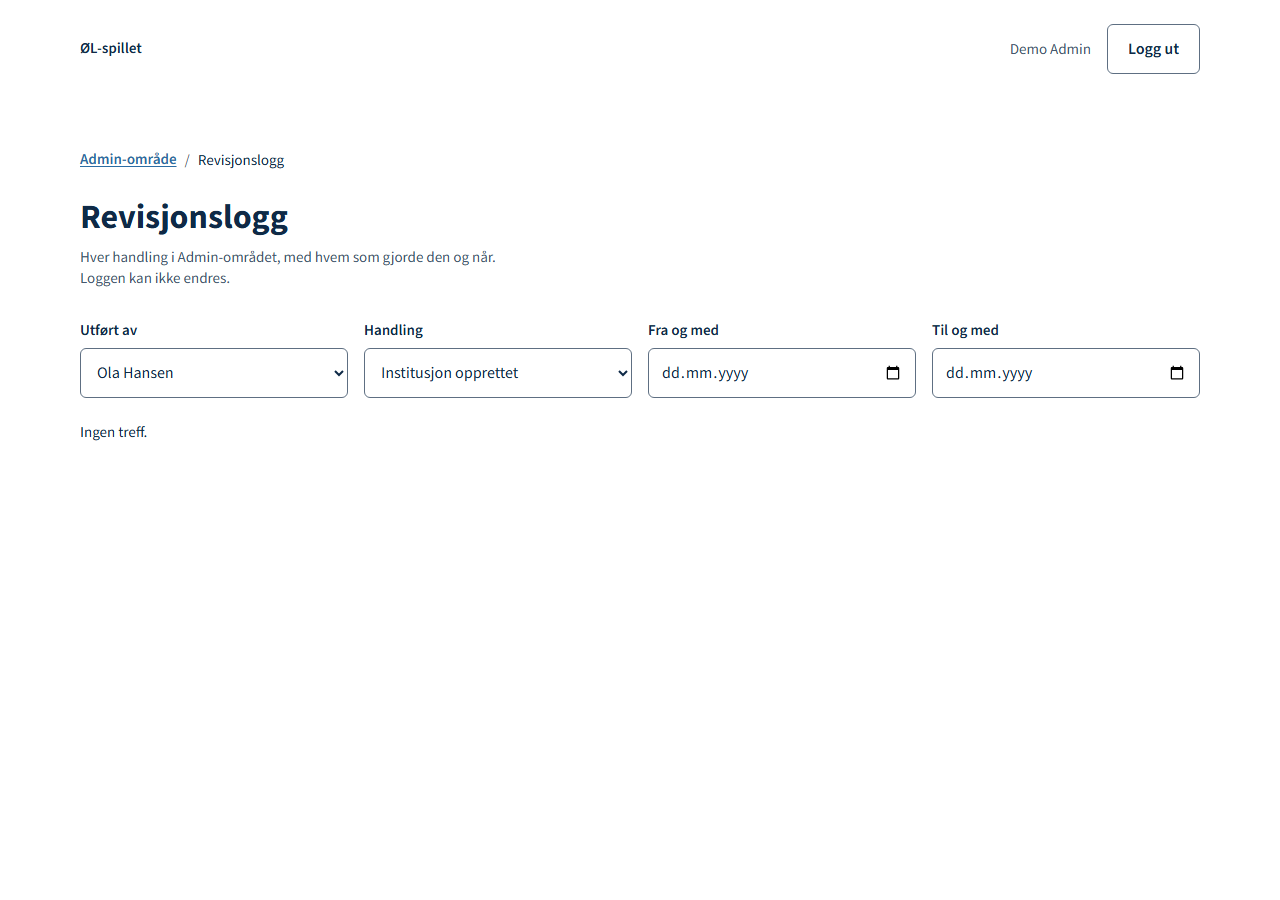 ØL-spillet
Demo Admin
Logg ut
Admin-område / Revisjonslogg
Revisjonslogg
Hver handling i Admin-området, med hvem som gjorde den og når.
Loggen kan ikke endres.
Utført av
Handling
Fra og med
Til og med
Ola Hansen
Institusjon opprettet
dd.mm.yyyy
dd.mm.yyyy
Ingen treff.